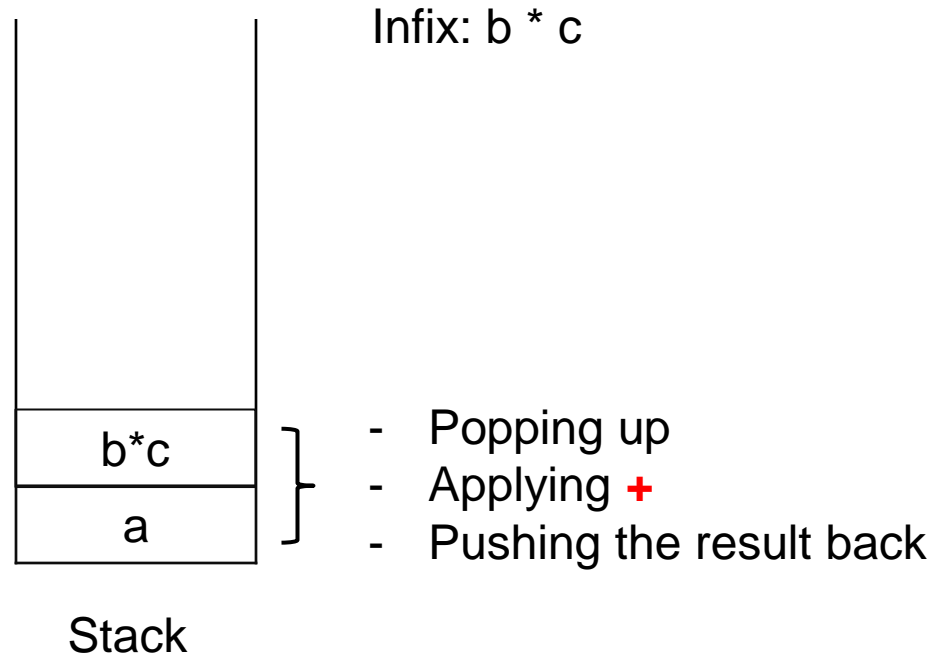 Infix: b * c
b*c
a
- Popping up
- Applying +
- Pushing the result back
Stack